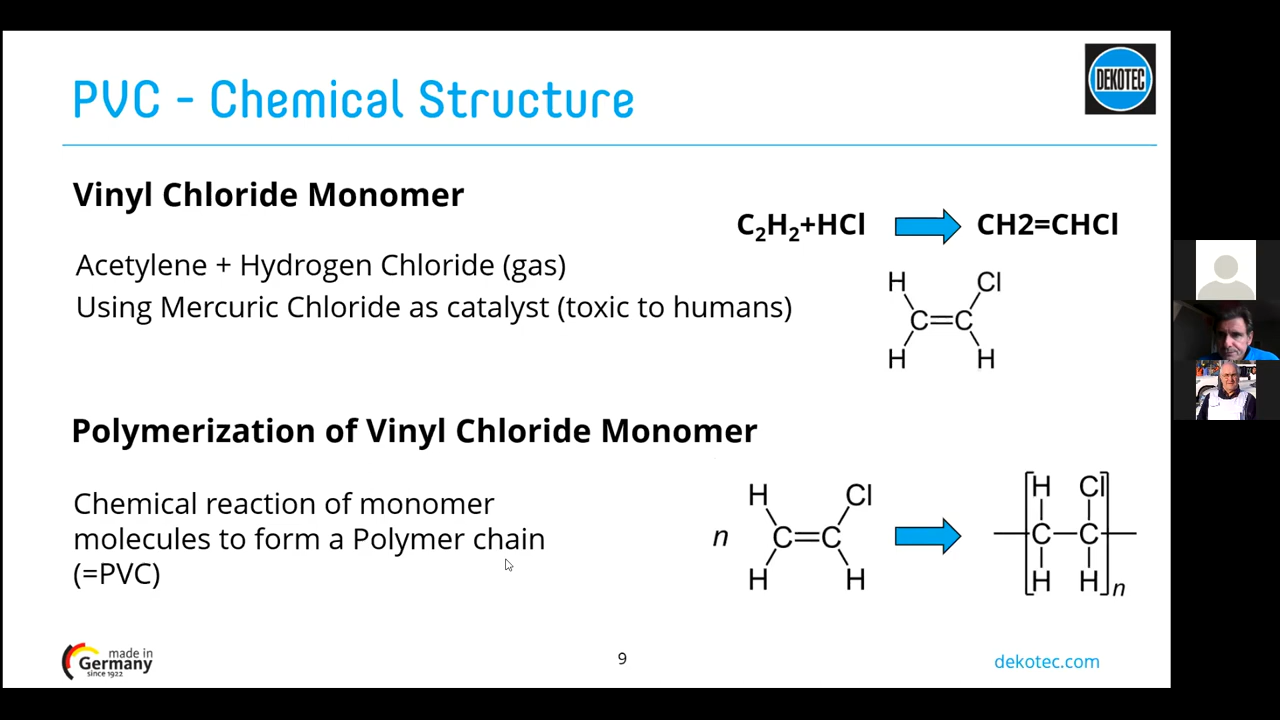 PVC - Chemical Structure
DEKOTEC
Vinyl Chloride Monomer
C₂H₂+HCl
CH2=CHCl
Acetylene + Hydrogen Chloride (gas)
Using Mercuric Chloride as catalyst (toxic to humans)
H Cl
C=C
H H
Polymerization of Vinyl Chloride Monomer
Chemical reaction of monomer
molecules to form a Polymer chain
(=PVC)
H Cl
n C=C
H H
H Cl
C C
H H n
made in
Germany
since 1922
9
dekotec.com